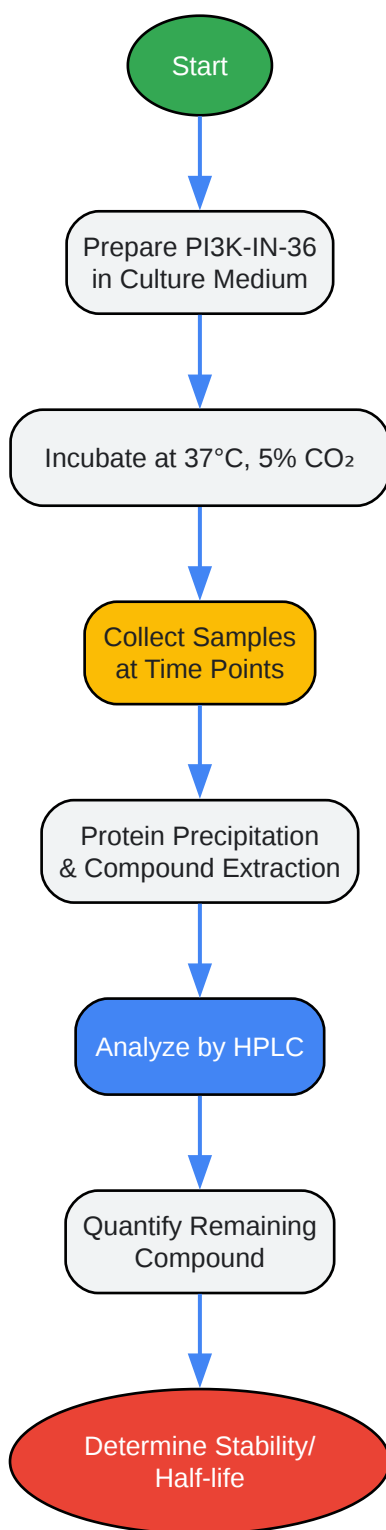 Start
Prepare PI3K-IN-36
in Culture Medium
Incubate at 37°C, 5% CO₂
Collect Samples
at Time Points
Protein Precipitation
& Compound Extraction
Analyze by HPLC
Quantify Remaining
Compound
Determine Stability/
Half-life